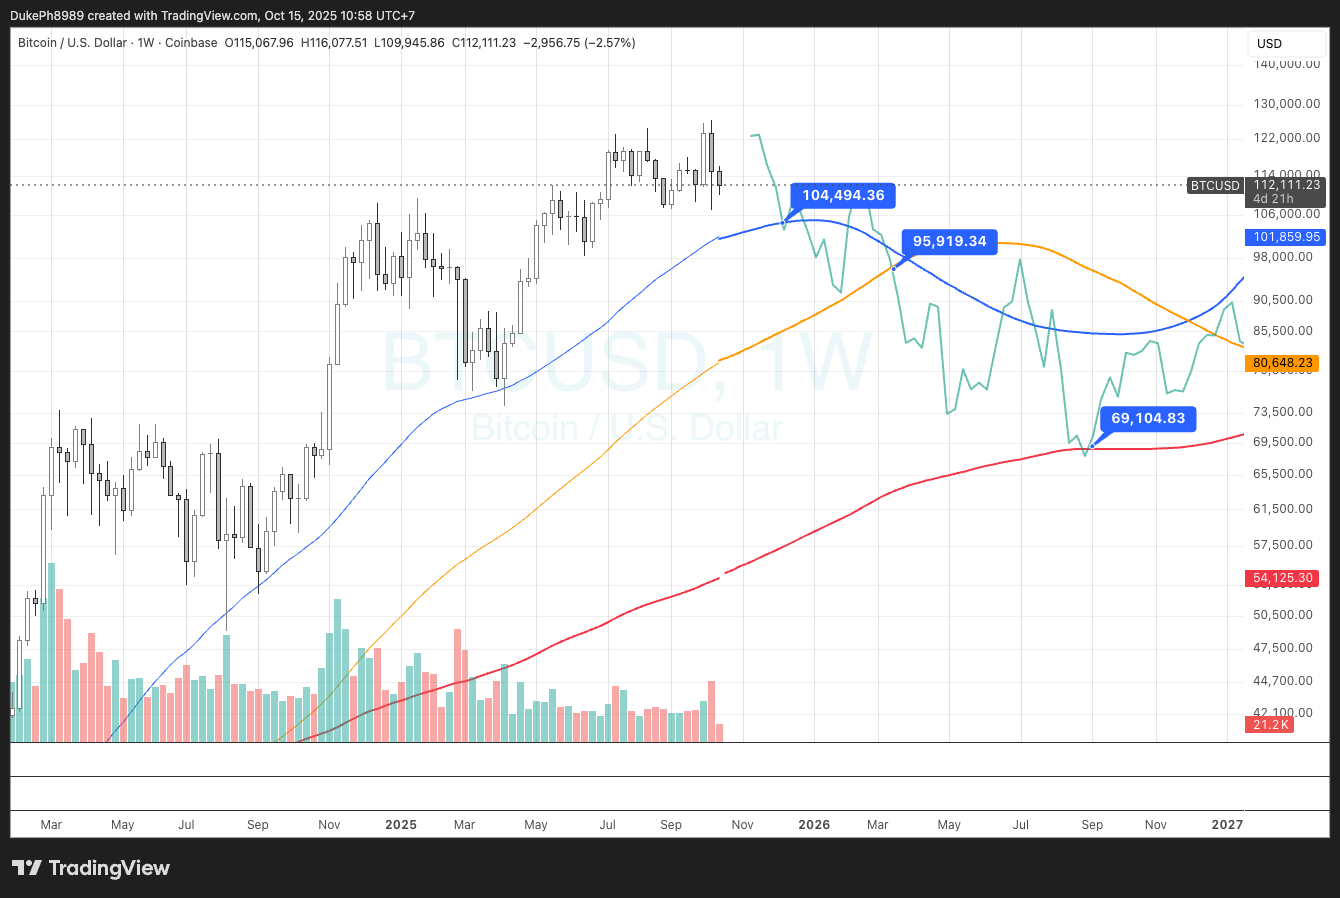 DukePh8989 created with TradingView.com, Oct 15, 2025 10:58 UTC+7
Bitcoin / U.S. Dollar · 1W · Coinbase O115,067.96 H116,077.51 L109,945.86 C112,111.23 −2,956.75 (−2.57%)
USD
140,000.00
130,000.00
122,000.00
114,000.00
BTCUSD 112,111.23
4d 21h
104,494.36
106,000.00
101,859.95
95,919.34
98,000.00
90,500.00
85,500.00
BTCUSD, 1W
80,648.23
Bitcoin / U.S. Dollar
73,500.00
69,104.83
69,500.00
65,500.00
61,500.00
57,500.00
54,125.30
50,500.00
47,500.00
44,700.00
42,100.00
21.2K
Mar May Jul Sep Nov 2025 Mar May Jul Sep Nov 2026 Mar May Jul Sep Nov 2027
TradingView